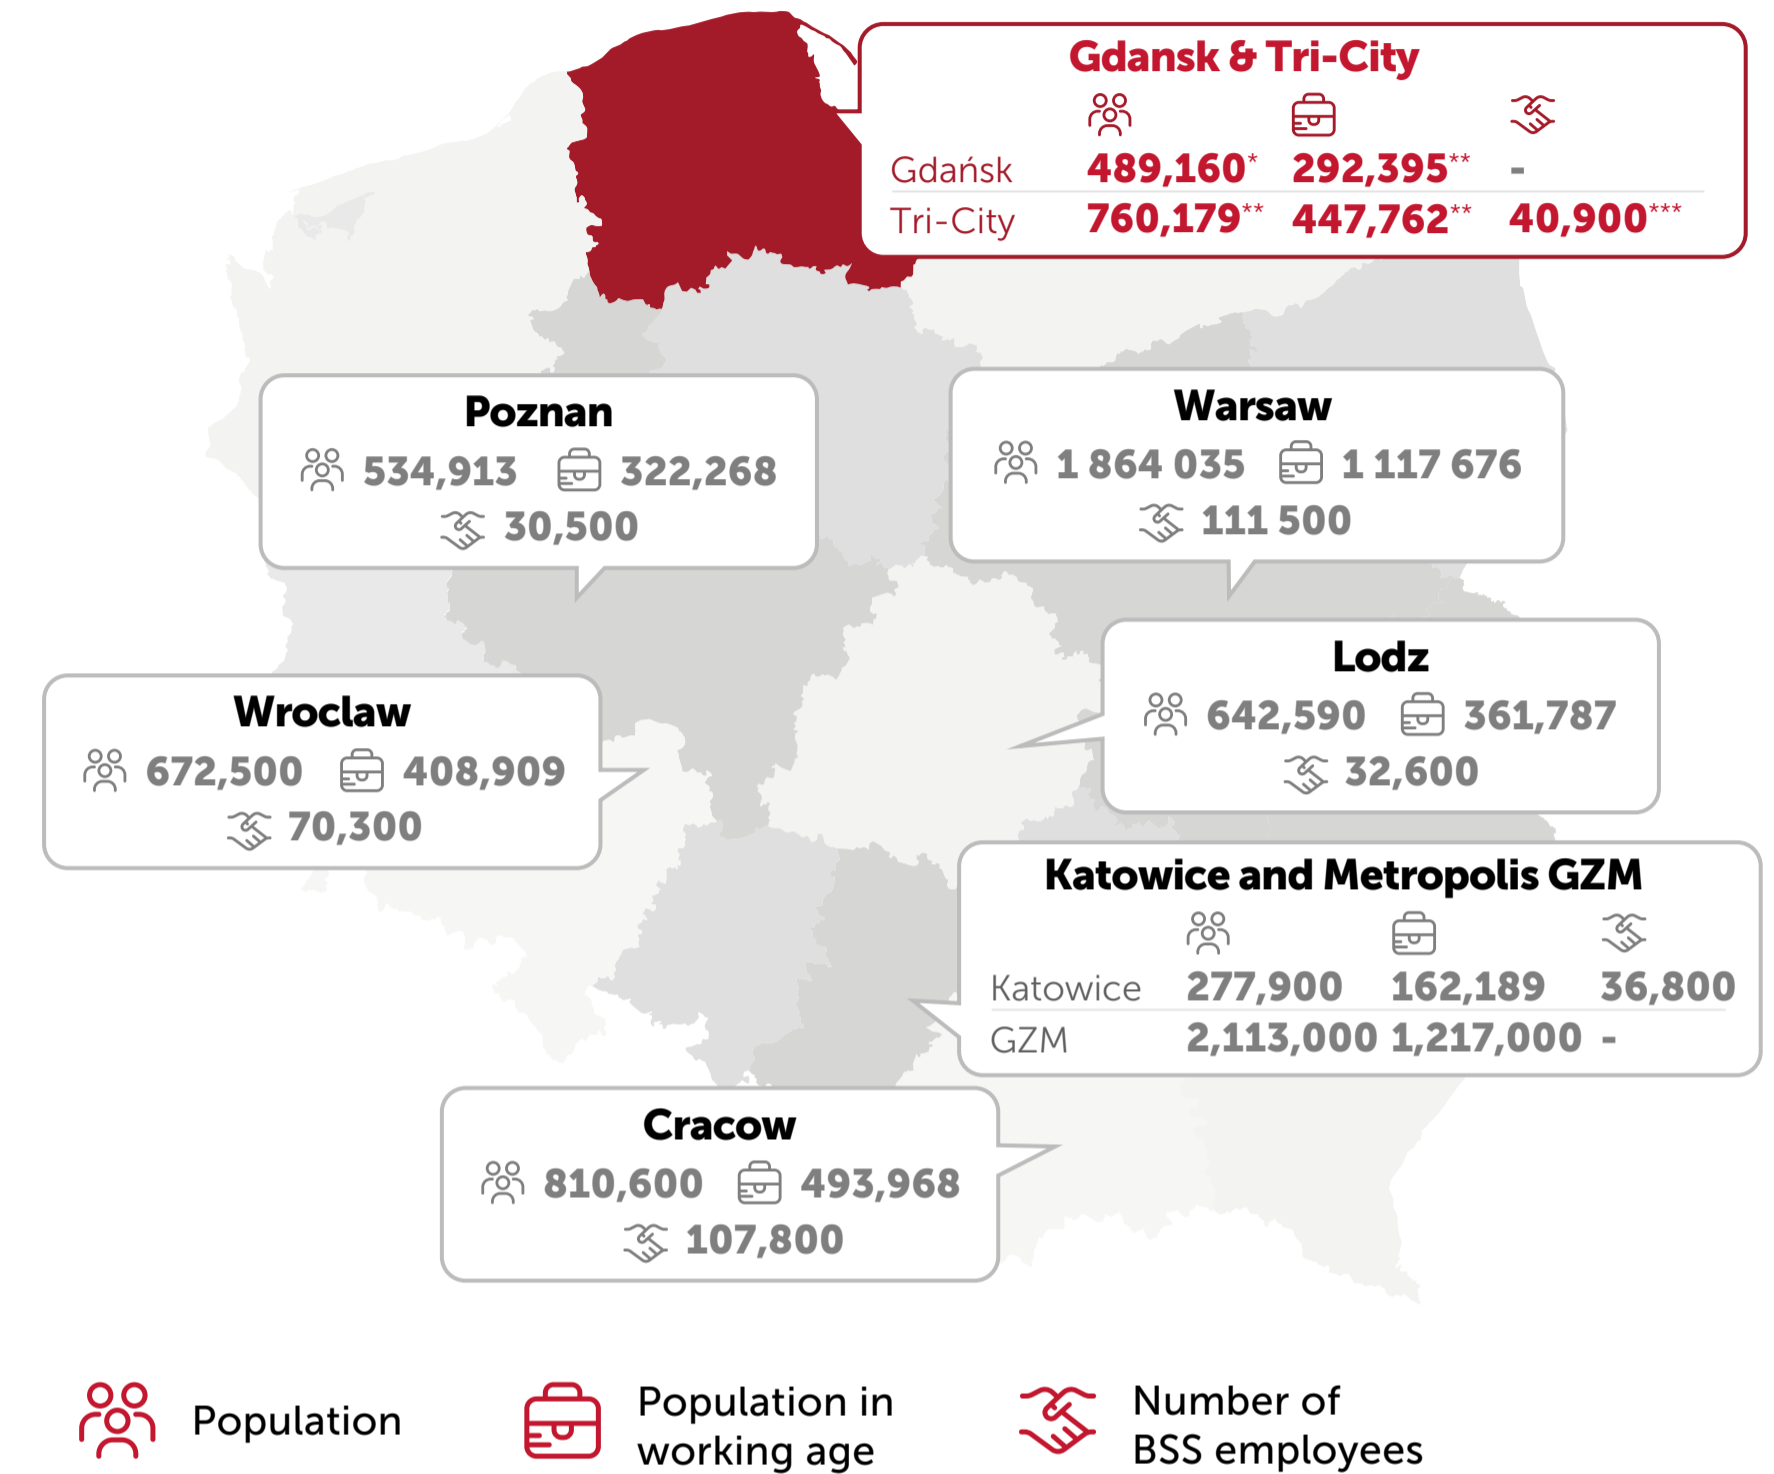 Gdansk & Tri-City
Gdańsk 489,160* 292,395** -
Tri-City 760,179** 447,762** 40,900***
Poznan
534,913 322,268
30,500
Warsaw
1 864 035 1 117 676
111 500
Lodz
642,590 361,787
32,600
Wroclaw
672,500 408,909
70,300
Katowice and Metropolis GZM
Katowice 277,900 162,189 36,800
GZM 2,113,000 1,217,000 -
Cracow
810,600 493,968
107,800
Population
Population in
working age
Number of
BSS employees